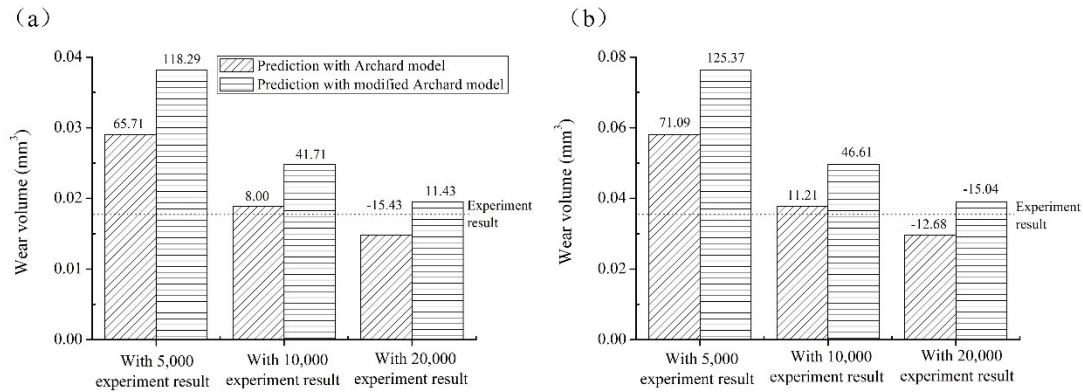 (a)
Wear volume (mm³)
0.04
0.03
0.02
0.01
0.00
Prediction with Archard model
Prediction with modified Archard model
65.71
118.29
8.00
41.71
-15.43
11.43
Experiment
result
With 5,000
experiment result
With 10,000
experiment result
With 20,000
experiment result
(b)
Wear volume (mm³)
0.08
0.06
0.04
0.02
0.00
71.09
125.37
11.21
46.61
-12.68
-15.04
Experiment
result
With 5,000
experiment result
With 10,000
experiment result
With 20,000
experiment result